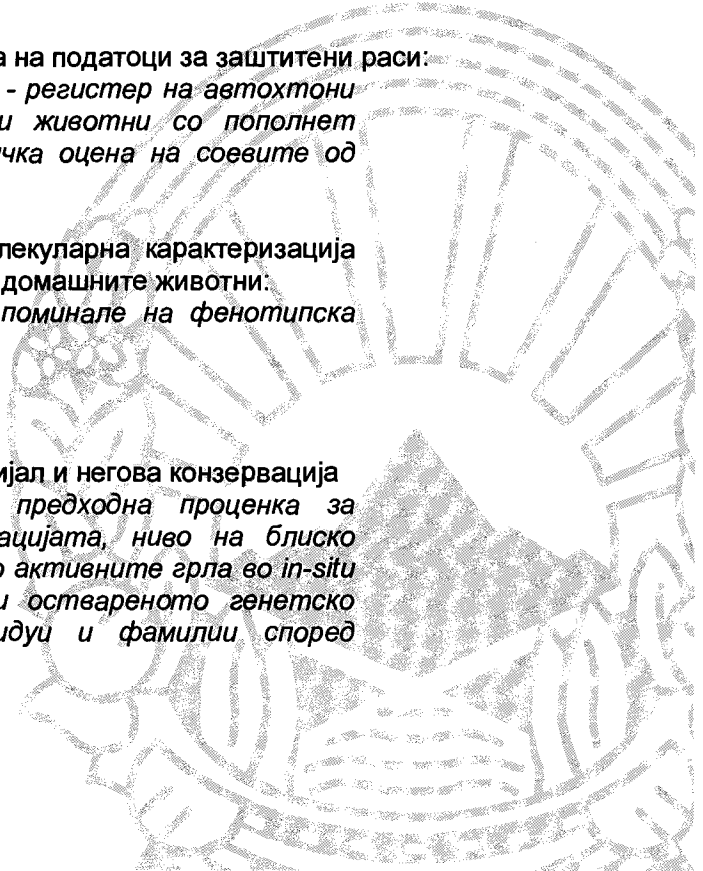 а на податоци за заштитени раси:
- регистер на автохтони
и животни со пополнет
чка оцена на соевите од
лекуларна карактеризација
домашните животни:
поминале на фенотипска
ијал и негова конзервација
предходна проценка за
ацијата, ниво на блиско
о активните грла во in-situ
и оствареното генетско
идуи и фамилии според